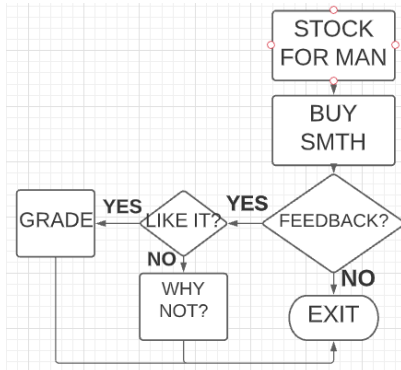 STOCK
FOR MAN
BUY
SMTH
FEEDBACK?
YES
LIKE IT?
YES
GRADE
NO
WHY
NOT?
NO
EXIT